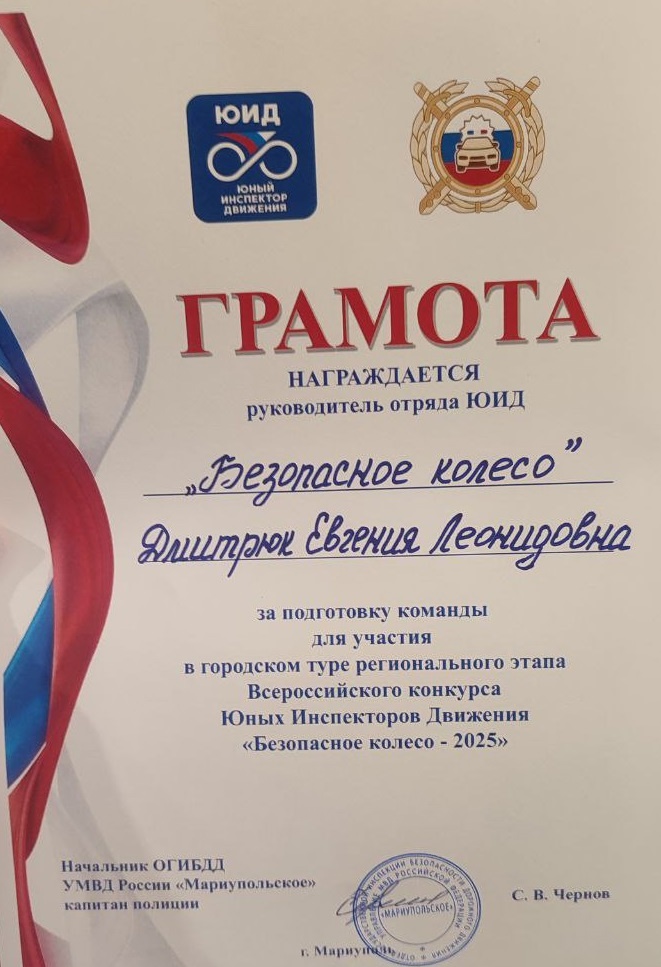 ЮИД
ЮНЫЙ
ИНСПЕКТОР
ДВИЖЕНИЯ
ГРАМОТА
НАГРАЖДАЕТСЯ
руководитель отряда ЮИД
„Безопасное колесо”
Дмитрюк Евгения Леонидовна
за подготовку команды
для участия
в городском туре регионального этапа
Всероссийского конкурса
Юных Инспекторов Движения
«Безопасное колесо - 2025»
Начальник ОГИБДД
УМВД России «Мариупольское»
капитан полиции
«МАРИУПОЛЬСКОЕ»
С. В. Чернов
г. Мариуполь